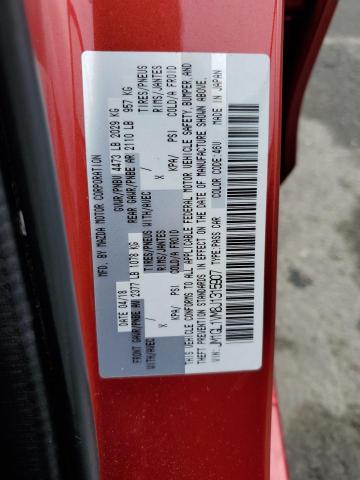 MFD. BY: MAZDA MOTOR CORPORATION
DATE: 04/18 GVWR/PNBV 4473 LB 2029 KG
FRONT GAWR/PNBE AV 2377 LB 1078 KG REAR GAWR/PNBE AR 2110 LB 957 KG
TIRES/PNEUS TIRES/PNEUS
WITH/AVEC / X RIMS/JANTES WITH/AVEC / X RIMS/JANTES
KPA/ PSI COLD/A FROID KPA/ PSI COLD/A FROID
THIS VEHICLE CONFORMS TO ALL APPLICABLE FEDERAL MOTOR VEHICLE SAFETY, BUMPER, AND
THEFT PREVENTION STANDARDS IN EFFECT ON THE DATE OF MANUFACTURE SHOWN ABOVE.
TYPE: PASS CAR COLOR CODE: 46V MADE IN JAPAN